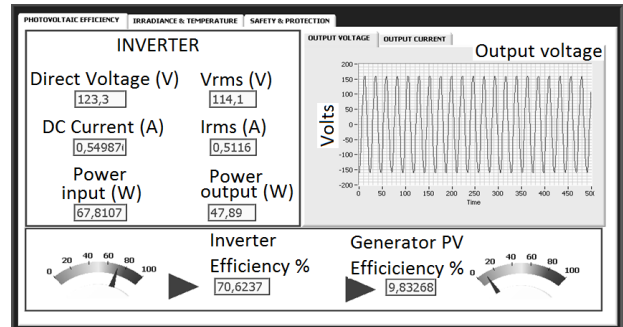 PHOTOVOLTAIC EFFICIENCY IRRADIANCE & TEMPERATURE SAFETY & PROTECTION
INVERTER
Direct Voltage (V) Vrms (V)
123,3 114,1
DC Current (A) Irms (A)
0,54987 0,5116
Power Power
input (W) output (W)
67,8107 47,89
OUTPUT VOLTAGE OUTPUT CURRENT
Output voltage
Volts
200
150
100
50
0
-50
-100
-150
-200
0 50 100 150 200 250 300 350 400 450 500
Time
Inverter Generator PV
Efficiency % Efficiciency %
70,6237 9,83268
0 20 40 60 80 100
0 20 40 60 80 100